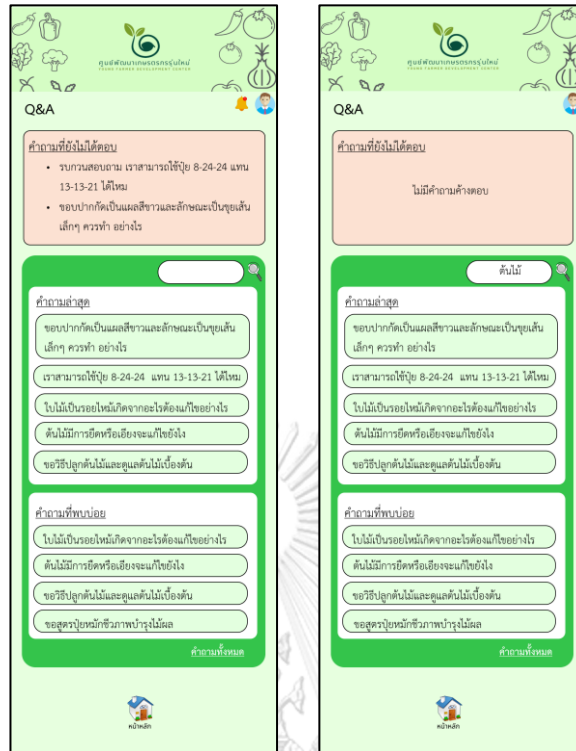 ศูนย์พัฒนาเกษตรกรรุ่นใหม่
YOUNG FARMER DEVELOPMENT CENTER
Q&A
คำถามที่ยังไม่ได้ตอบ
• รบกวนสอบถาม เราสามารถใช้ปุ๋ย 8-24-24 แทน
13-13-21 ได้ไหม
• ขอบปากกัดเป็นแผลสีขาวและลักษณะเป็นขุยเส้น
เล็กๆ ควรทำ อย่างไร
คำถามล่าสุด
ขอบปากกัดเป็นแผลสีขาวและลักษณะเป็นขุยเส้น
เล็กๆ ควรทำ อย่างไร
เราสามารถใช้ปุ๋ย 8-24-24 แทน 13-13-21 ได้ไหม
ใบไม้เป็นรอยไหม้เกิดจากอะไรต้องแก้ไขอย่างไร
ต้นไม้มีการยืดหรือเอียงจะแก้ไขยังไง
ขอวิธีปลูกต้นไม้และดูแลต้นไม้เบื้องต้น
คำถามที่พบบ่อย
ใบไม้เป็นรอยไหม้เกิดจากอะไรต้องแก้ไขอย่างไร
ต้นไม้มีการยืดหรือเอียงจะแก้ไขยังไง
ขอวิธีปลูกต้นไม้และดูแลต้นไม้เบื้องต้น
ขอสูตรปุ๋ยหมักชีวภาพบำรุงไม้ผล
คำถามทั้งหมด
หน้าหลัก
ศูนย์พัฒนาเกษตรกรรุ่นใหม่
YOUNG FARMER DEVELOPMENT CENTER
Q&A
คำถามที่ยังไม่ได้ตอบ
ไม่มีคำถามค้างตอบ
ต้นไม้
คำถามล่าสุด
ขอบปากกัดเป็นแผลสีขาวและลักษณะเป็นขุยเส้น
เล็กๆ ควรทำ อย่างไร
เราสามารถใช้ปุ๋ย 8-24-24 แทน 13-13-21 ได้ไหม
ใบไม้เป็นรอยไหม้เกิดจากอะไรต้องแก้ไขอย่างไร
ต้นไม้มีการยืดหรือเอียงจะแก้ไขยังไง
ขอวิธีปลูกต้นไม้และดูแลต้นไม้เบื้องต้น
คำถามที่พบบ่อย
ใบไม้เป็นรอยไหม้เกิดจากอะไรต้องแก้ไขอย่างไร
ต้นไม้มีการยืดหรือเอียงจะแก้ไขยังไง
ขอวิธีปลูกต้นไม้และดูแลต้นไม้เบื้องต้น
ขอสูตรปุ๋ยหมักชีวภาพบำรุงไม้ผล
คำถามทั้งหมด
หน้าหลัก